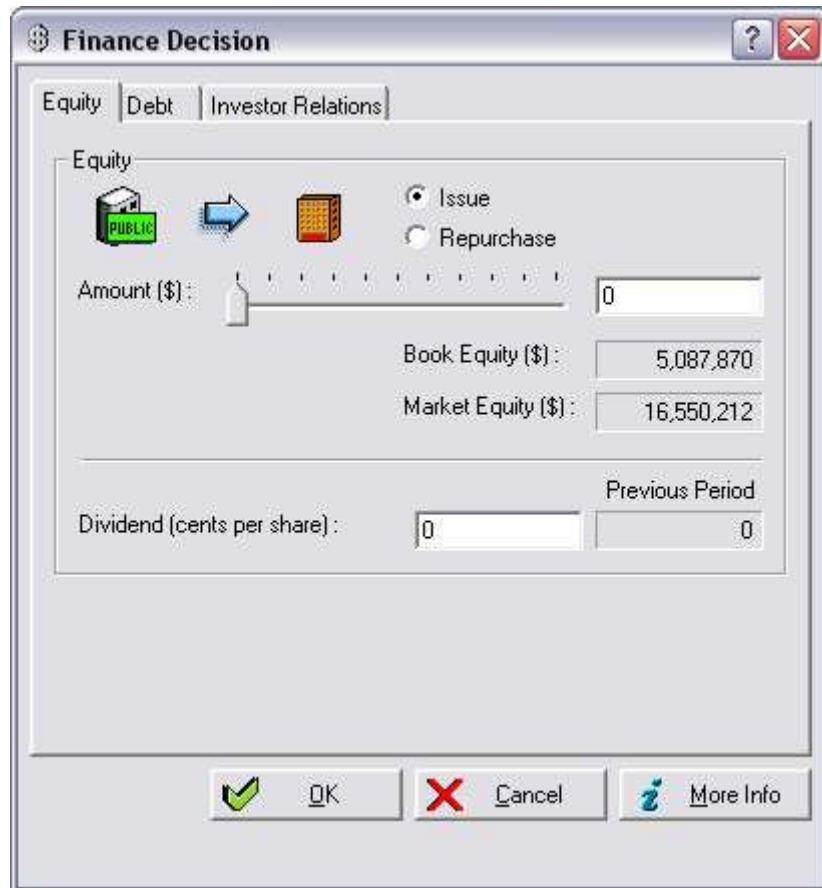 Finance Decision
?
Equity Debt Investor Relations
Equity
PUBLIC
Issue
Repurchase
Amount ($) : 0
Book Equity ($) : 5,087,870
Market Equity ($) : 16,550,212
Previous Period
Dividend (cents per share) : 0 0
OK Cancel i More Info